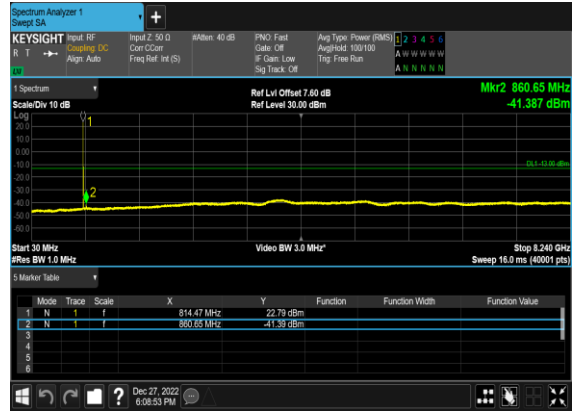 Spectrum Analyzer 1
Swept SA
+
KEYSIGHT Input: RF Input Z: 50 Ω #Atten: 40 dB PNO: Fast Avg Type: Power (RMS) 1 2 3 4 5 6
R T Coupling: DC Corr CCorr Gate: Off Avg|Hold: 100/100 A W W W W W
Align: Auto Freq Ref: Int (S) IF Gain: Low Trig: Free Run
Sig Track: Off A N N N N N
1 Spectrum Ref Lvl Offset 7.60 dB Mkr2 860.65 MHz
Scale/Div 10 dB Ref Level 30.00 dBm -41.387 dBm
Log
1
20.0
10.0
0.00
-10.0
DL1 -13.00 dBm
-20.0
-30.0
2
-40.0
-50.0
-60.0
Start 30 MHz Video BW 3.0 MHz* Stop 8.240 GHz
#Res BW 1.0 MHz Sweep 16.0 ms (40001 pts)
5 Marker Table
Mode Trace Scale X Y Function Function Width Function Value
1 N 1 f 814.47 MHz 22.79 dBm
2 N 1 f 860.65 MHz -41.39 dBm
3
4
5
6
? Dec 27, 2022
6:08:53 PM